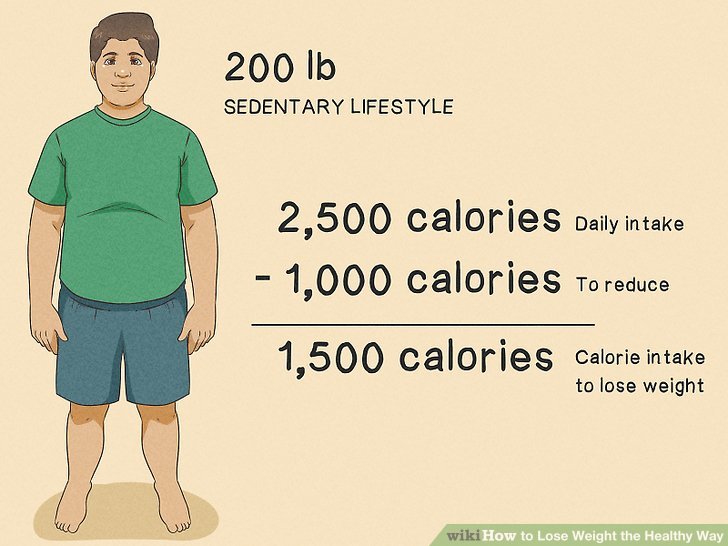 200 lb
SEDENTARY LIFESTYLE
2,500 calories Daily intake
- 1,000 calories To reduce
1,500 calories Calorie intake
to lose weight
wikiHow to Lose Weight the Healthy Way